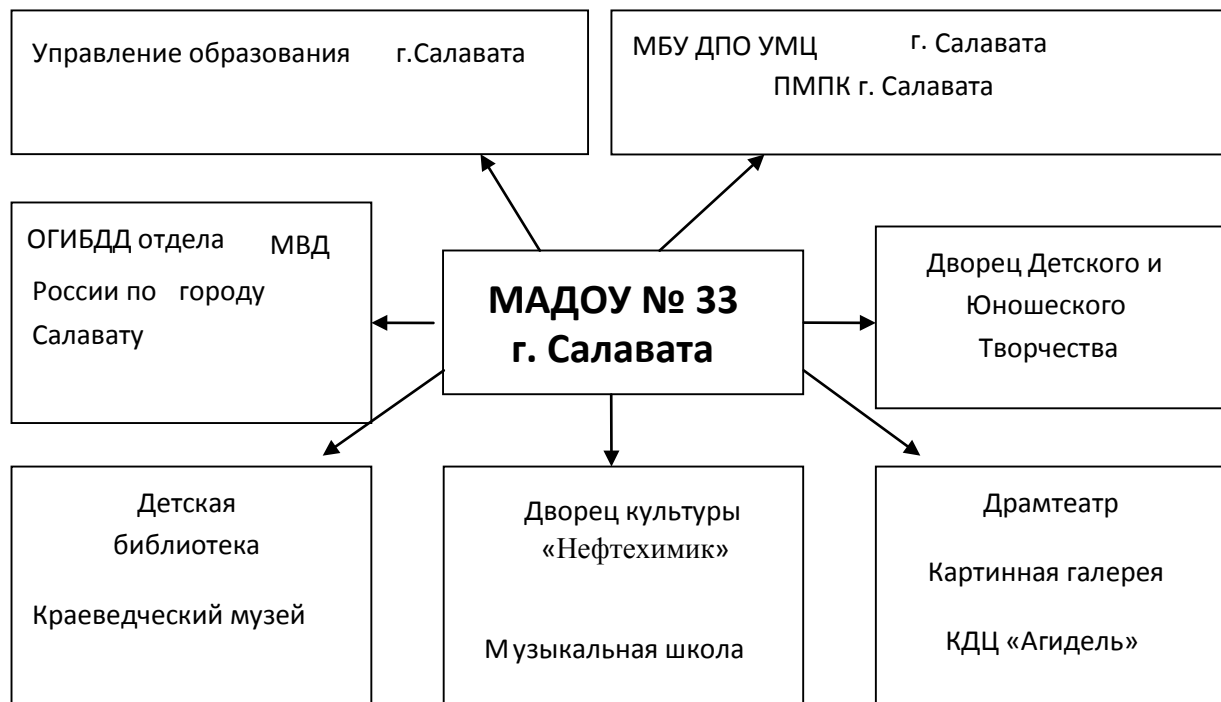 Управление образования г.Салавата
МБУ ДПО УМЦ г. Салавата
ПМПК г. Салавата
ОГИБДД отдела МВД
России по городу
Салавату
МАДОУ № 33
г. Салавата
Дворец Детского и
Юношеского
Творчества
Детская
библиотека
Краеведческий музей
Дворец культуры
«Нефтехимик»
Музыкальная школа
Драмтеатр
Картинная галерея
КДЦ «Агидель»